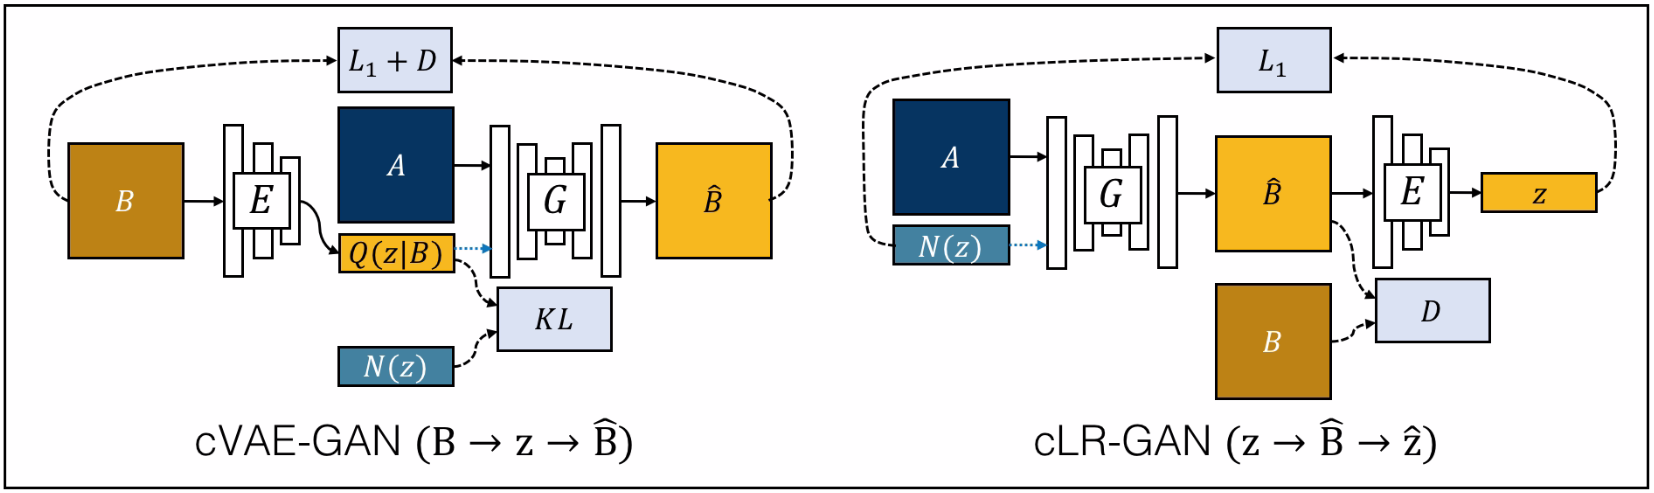 L₁ + D
A
B
E
G
B̂
Q(z|B)
KL
N(z)
cVAE-GAN (B → z → B̂)
L₁
A
N(z)
G
B̂
E
z
D
B
cLR-GAN (z → B̂ → ẑ)